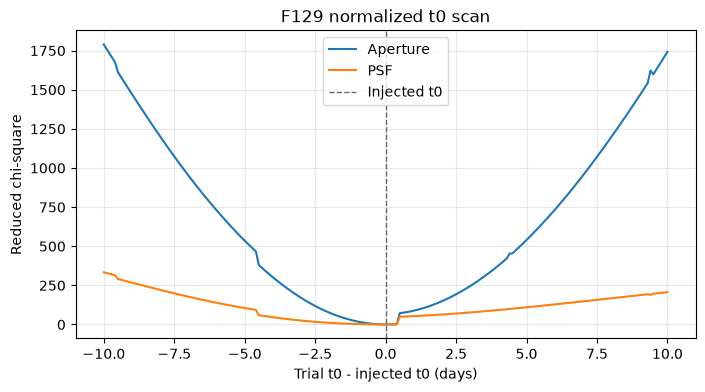 F129 normalized t0 scan
Aperture
PSF
Injected t0
Reduced chi-square
1750
1500
1250
1000
750
500
250
0
−10.0
−7.5
−5.0
−2.5
0.0
2.5
5.0
7.5
10.0
Trial t0 - injected t0 (days)